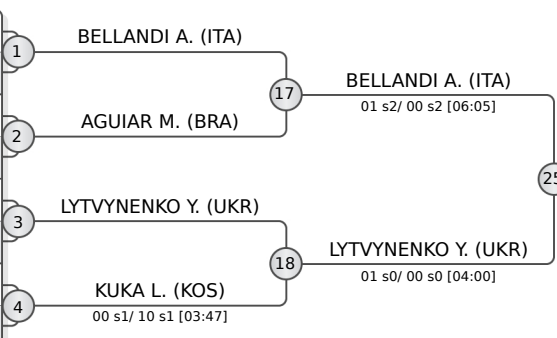 BELLANDI A. (ITA)
1
17
BELLANDI A. (ITA)
01 s2/ 00 s2 [06:05]
AGUIAR M. (BRA)
2
25
LYTVYNENKO Y. (UKR)
3
18
LYTVYNENKO Y. (UKR)
01 s0/ 00 s0 [04:00]
KUKA L. (KOS)
4
00 s1/ 10 s1 [03:47]